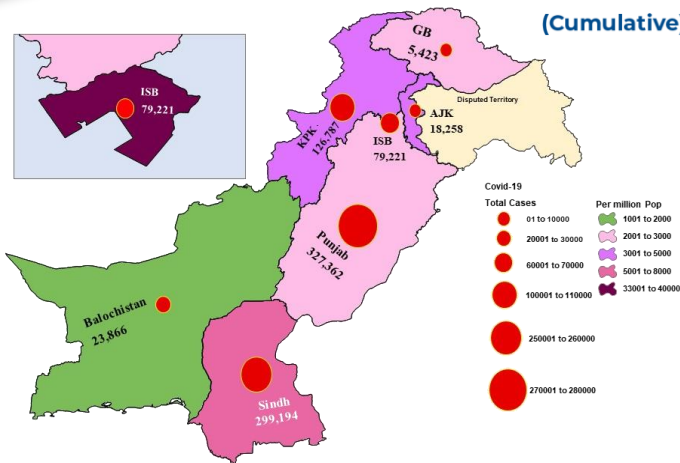 (Cumulative)
GB
5,423
ISB
79,221
Disputed Territory
AJK
18,258
KPK
126,787
ISB
79,221
Punjab
327,362
Balochistan
23,866
Sindh
299,194
Covid-19
Total Cases
01 to 10000
20001 to 30000
60001 to 70000
100001 to 110000
250001 to 260000
270001 to 280000
Per million Pop
1001 to 2000
2001 to 3000
3001 to 5000
5001 to 8000
33001 to 40000